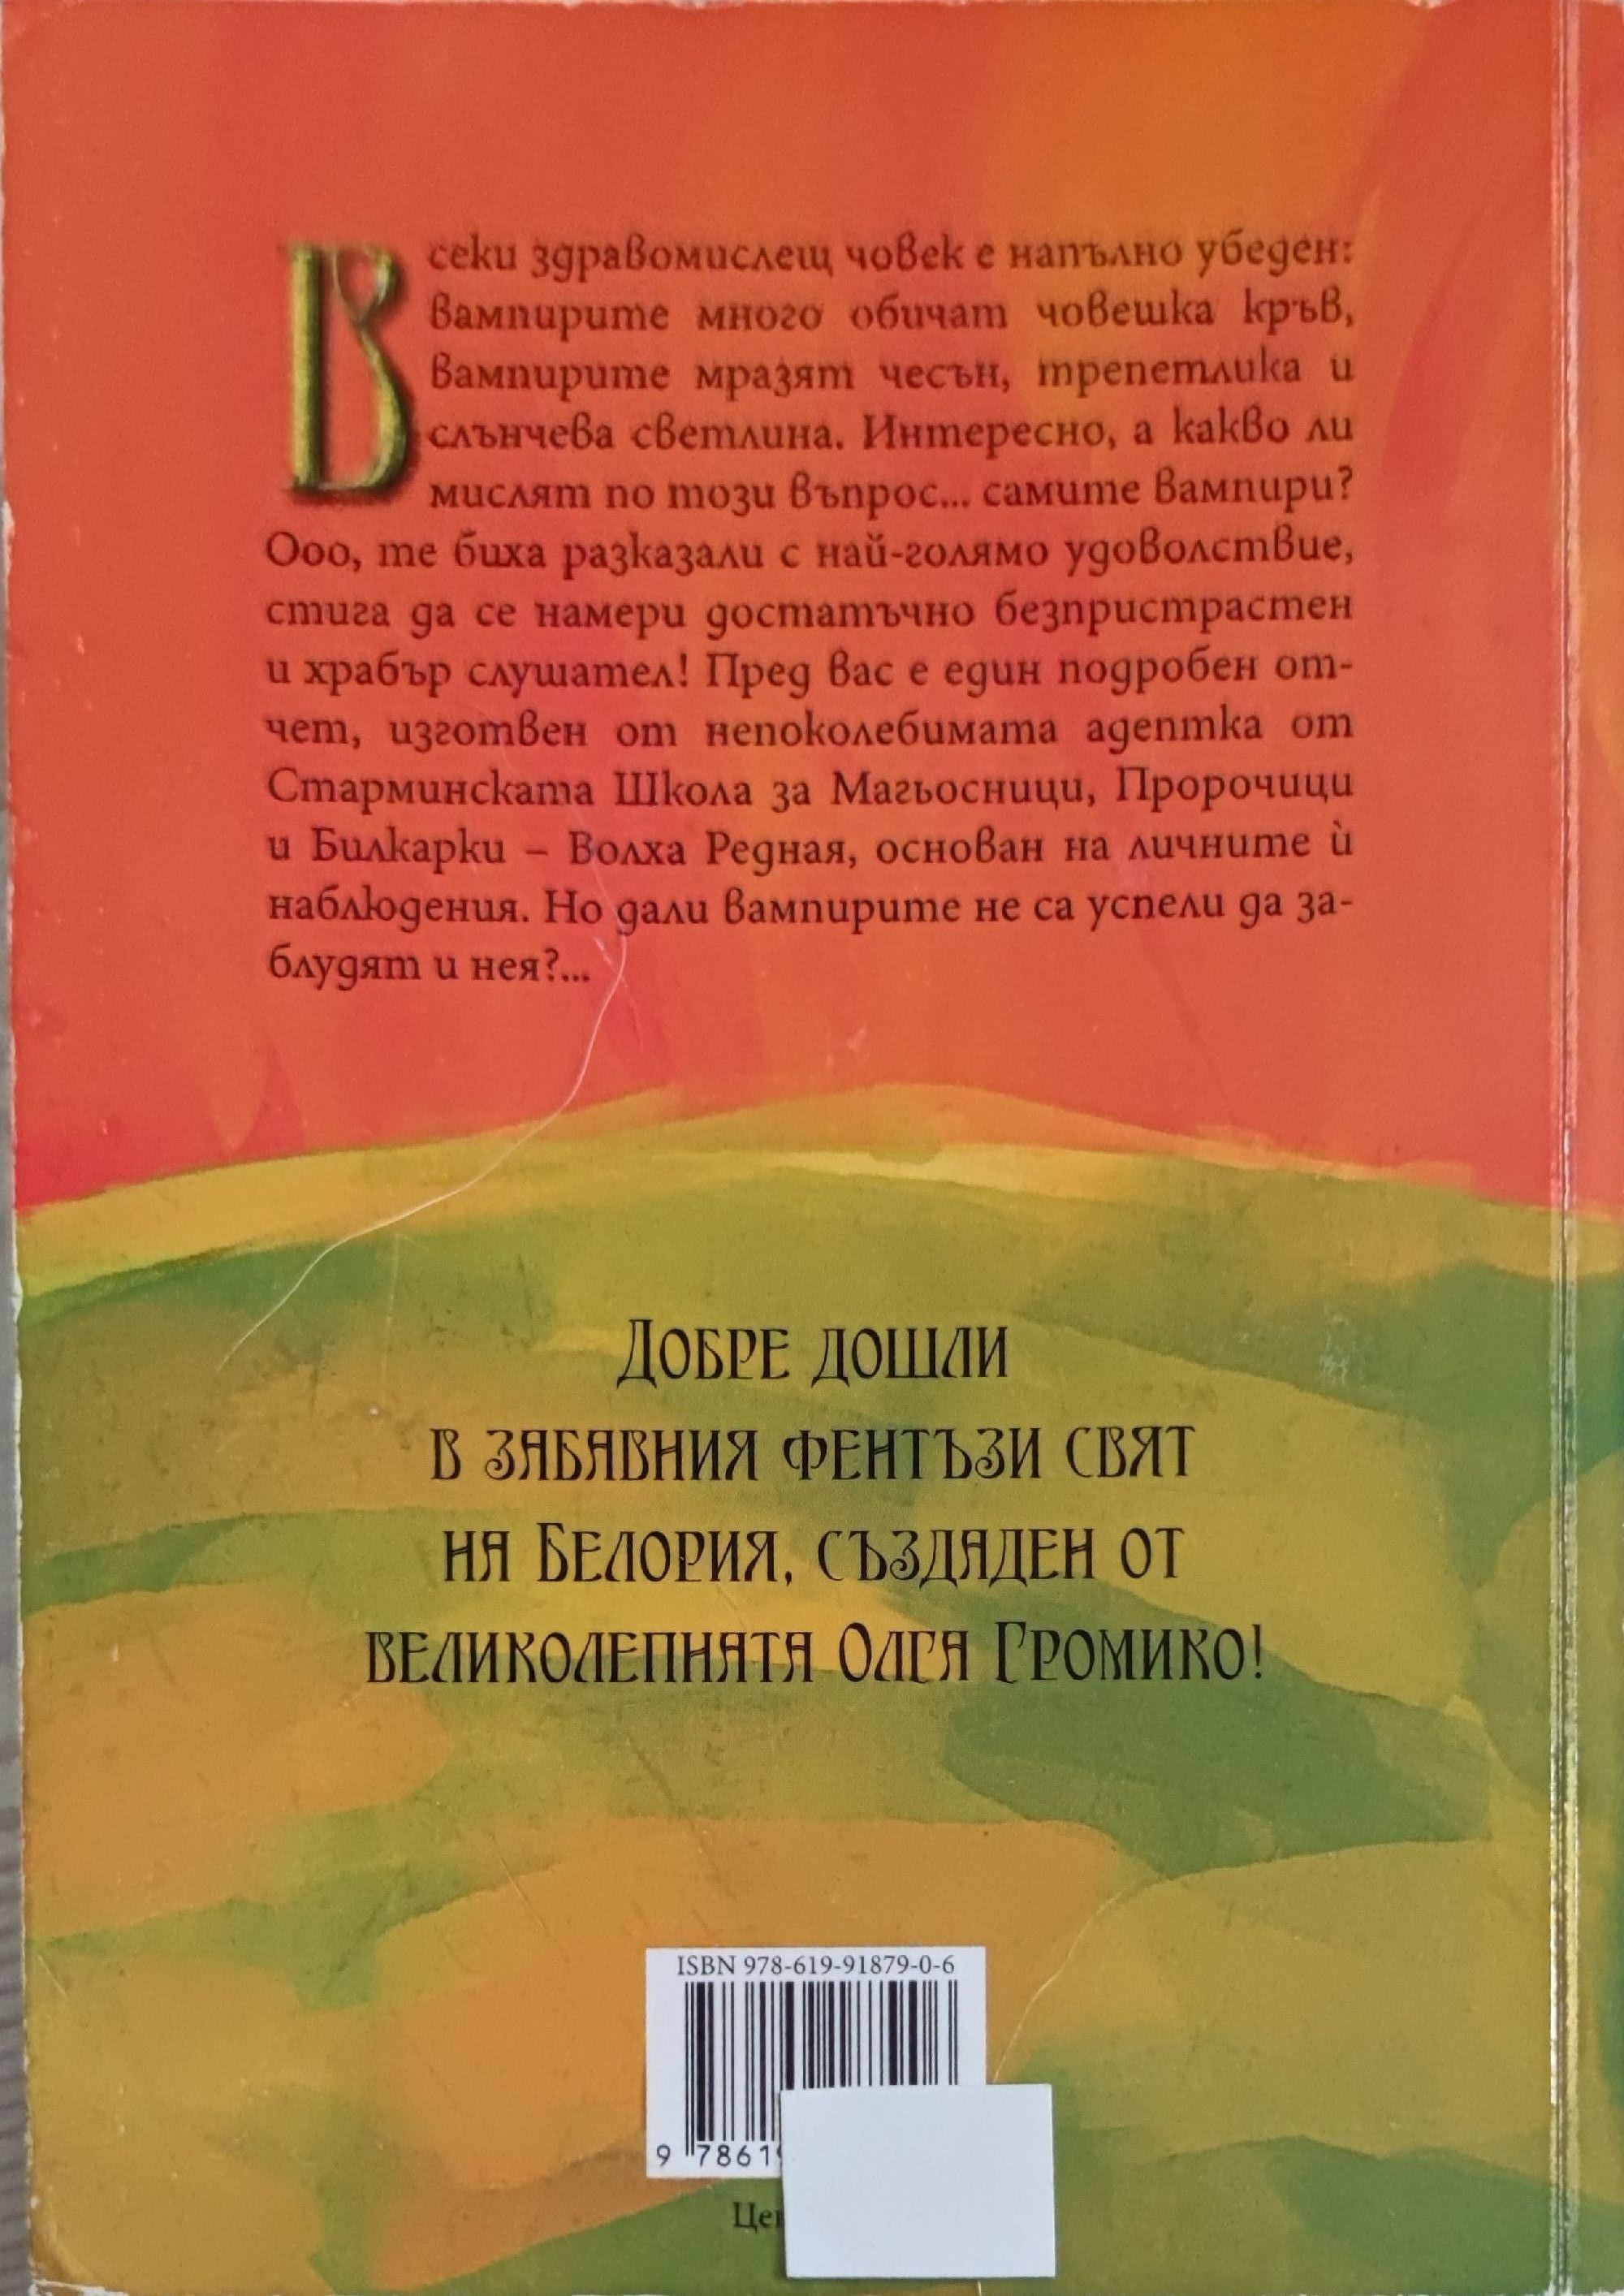 Всеки здравомислещ човек е напълно убеден:
вампирите много обичат човешка кръв,
вампирите мразят чесън, трепетлика и
слънчева светлина. Интересно, а какво ли
мислят по този въпрос... самите вампири?
Ооо, те биха разказали с най-голямо удоволствие,
стига да се намери достатъчно безпристрастен
и храбър слушател! Пред вас е един подробен от-
чет, изготвен от непоколебимата адептка от
Старминската Школа за Магьосници, Пророчици
и Билкарки – Волха Редная, основан на личните ѝ
наблюдения. Но дали вампирите не са успели да за-
блудят и нея?...
Добре дошли
в забавния фентъзи свят
на Белория, създаден от
великолепната Олга Громико!
ISBN 978-619-91879-0-6
9 78619